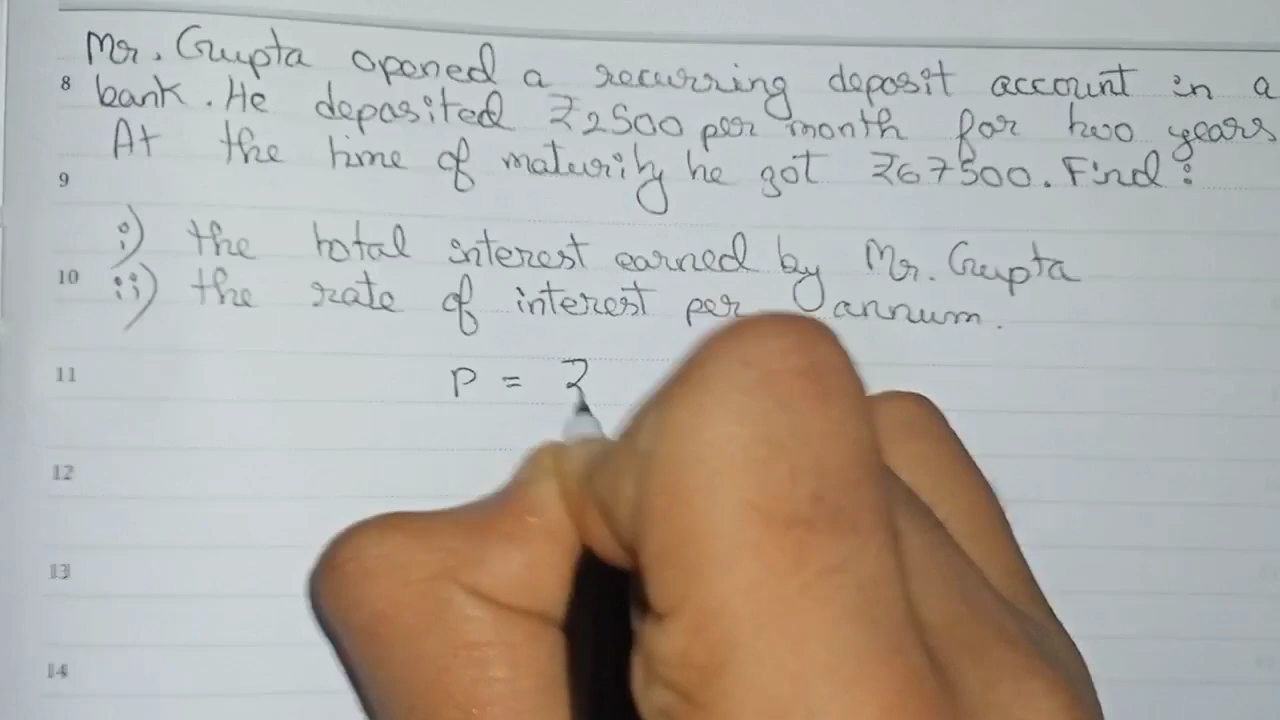 Mr. Gupta opened a recurring deposit account in a
8 bank. He deposited ₹2500 per month for two years
At the time of maturity he got ₹67500. Find :
9
i) the total interest earned by Mr. Gupta
10 ii) the rate of interest per annum.
11 P = ₹
12
13
14